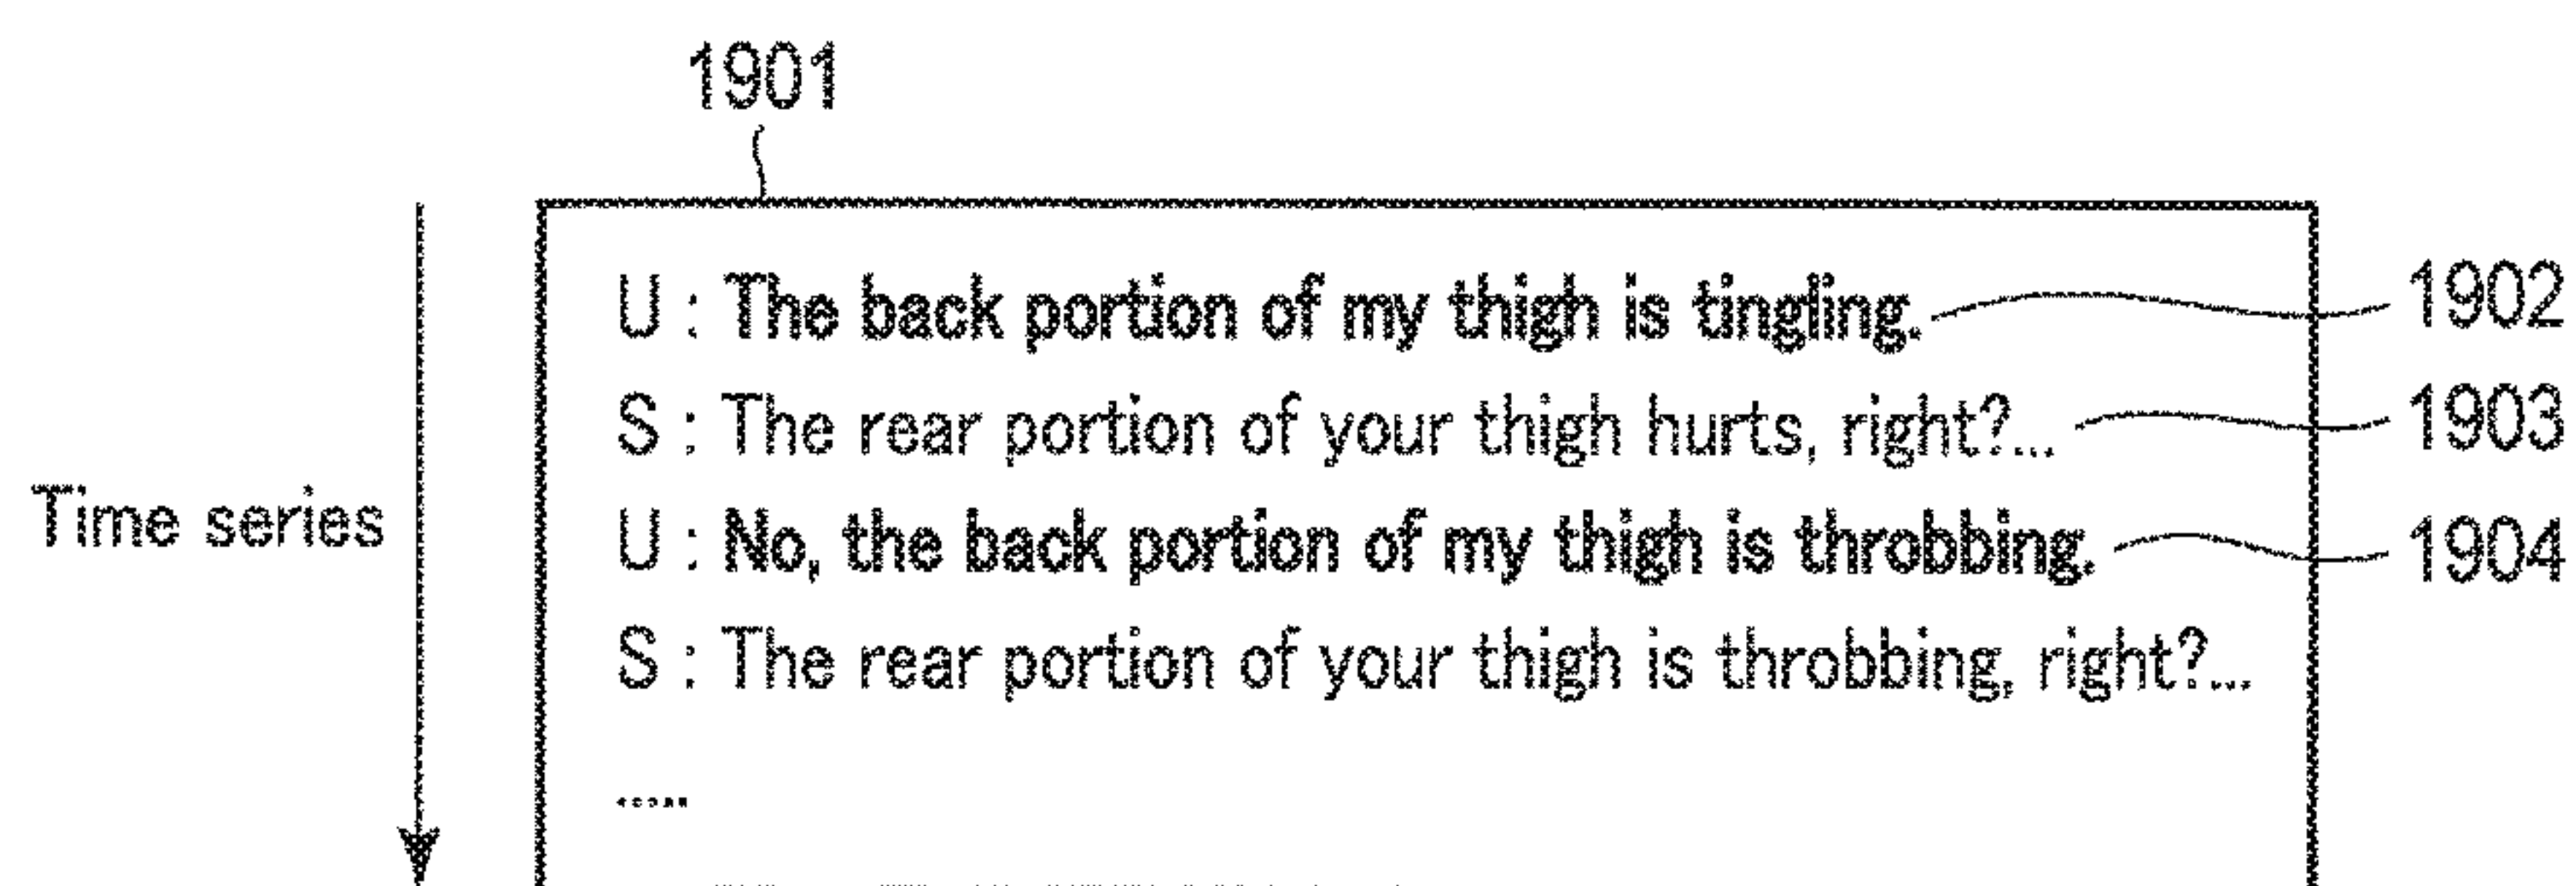 1901
U : The back portion of my thigh is tingling. 1902
S : The rear portion of your thigh hurts, right?... 1903
Time series
U : No, the back portion of my thigh is throbbing. 1904
S : The rear portion of your thigh is throbbing, right?...
.....